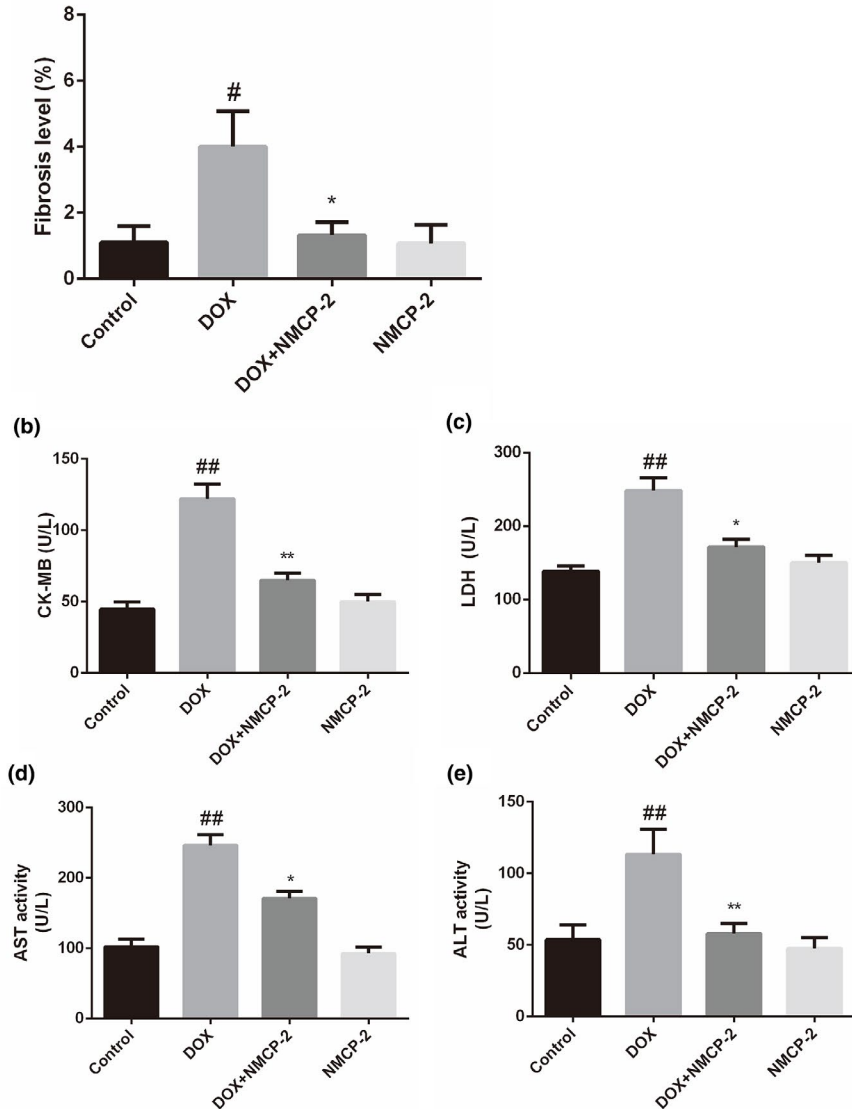 Fibrosis level (%)
8
6
4
2
0
#
*
Control
DOX
DOX+NMCP-2
NMCP-2
(b)
CK-MB (U/L)
150
100
50
0
##
**
Control
DOX
DOX+NMCP-2
NMCP-2
(c)
LDH (U/L)
300
200
100
0
##
*
Control
DOX
DOX+NMCP-2
NMCP-2
(d)
AST activity
(U/L)
300
200
100
0
##
*
Control
DOX
DOX+NMCP-2
NMCP-2
(e)
ALT activity
(U/L)
150
100
50
0
##
**
Control
DOX
DOX+NMCP-2
NMCP-2